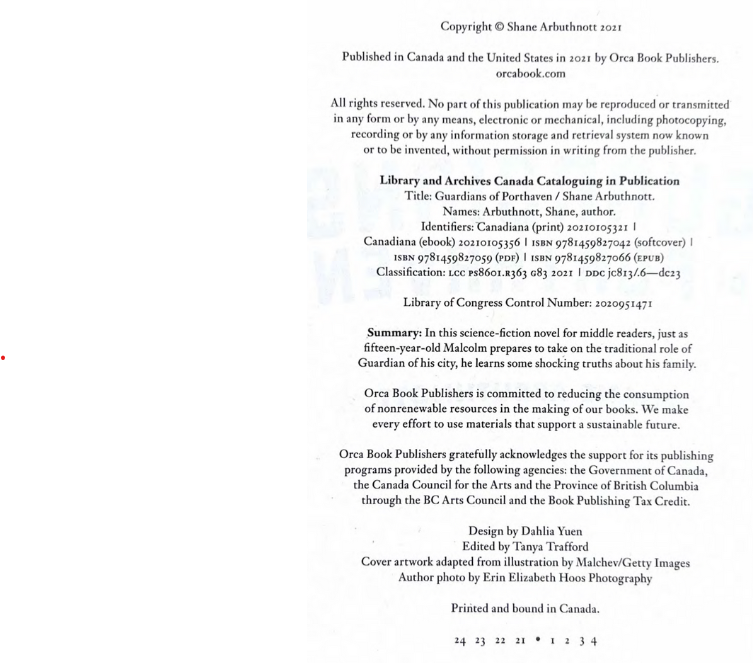 Copyright © Shane Arbuthnott 2021
Published in Canada and the United States in 2021 by Orca Book Publishers.
orcabook.com
All rights reserved. No part of this publication may be reproduced or transmitted
in any form or by any means, electronic or mechanical, including photocopying,
recording or by any information storage and retrieval system now known
or to be invented, without permission in writing from the publisher.
Library and Archives Canada Cataloguing in Publication
Title: Guardians of Porthaven / Shane Arbuthnott.
Names: Arbuthnott, Shane, author.
Identifiers: Canadiana (print) 20210105321 |
Canadiana (ebook) 20210105356 | ISBN 9781459827042 (softcover) |
ISBN 9781459827059 (PDF) | ISBN 9781459827066 (EPUB)
Classification: LCC PS8601.R363 G83 2021 | DDC jC813/.6—dc23
Library of Congress Control Number: 2020951471
Summary: In this science-fiction novel for middle readers, just as
fifteen-year-old Malcolm prepares to take on the traditional role of
Guardian of his city, he learns some shocking truths about his family.
Orca Book Publishers is committed to reducing the consumption
of nonrenewable resources in the making of our books. We make
every effort to use materials that support a sustainable future.
Orca Book Publishers gratefully acknowledges the support for its publishing
programs provided by the following agencies: the Government of Canada,
the Canada Council for the Arts and the Province of British Columbia
through the BC Arts Council and the Book Publishing Tax Credit.
Design by Dahlia Yuen
Edited by Tanya Trafford
Cover artwork adapted from illustration by Malchev/Getty Images
Author photo by Erin Elizabeth Hoos Photography
Printed and bound in Canada.
24 23 22 21 • 1 2 3 4